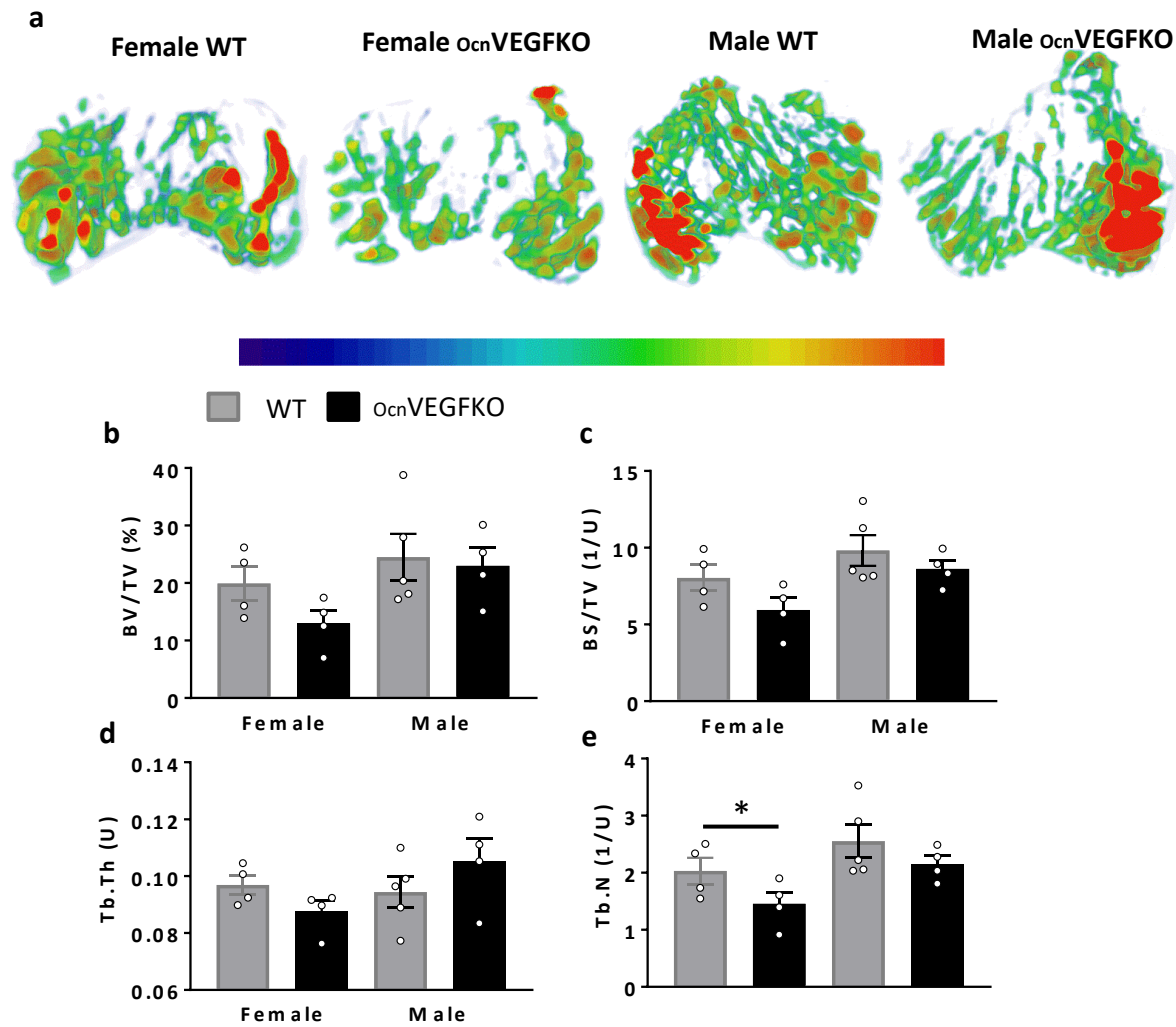 a
Female WT
Female OcnVEGFKO
Male WT
Male OcnVEGFKO
WT
OcnVEGFKO
b
BV/TV (%)
40
30
20
10
0
Female
Male
c
BS/TV (1/U)
15
10
5
0
Female
Male
d
Tb.Th (U)
0.14
0.12
0.10
0.08
0.06
Female
Male
e
Tb.N (1/U)
4
3
2
1
0
*